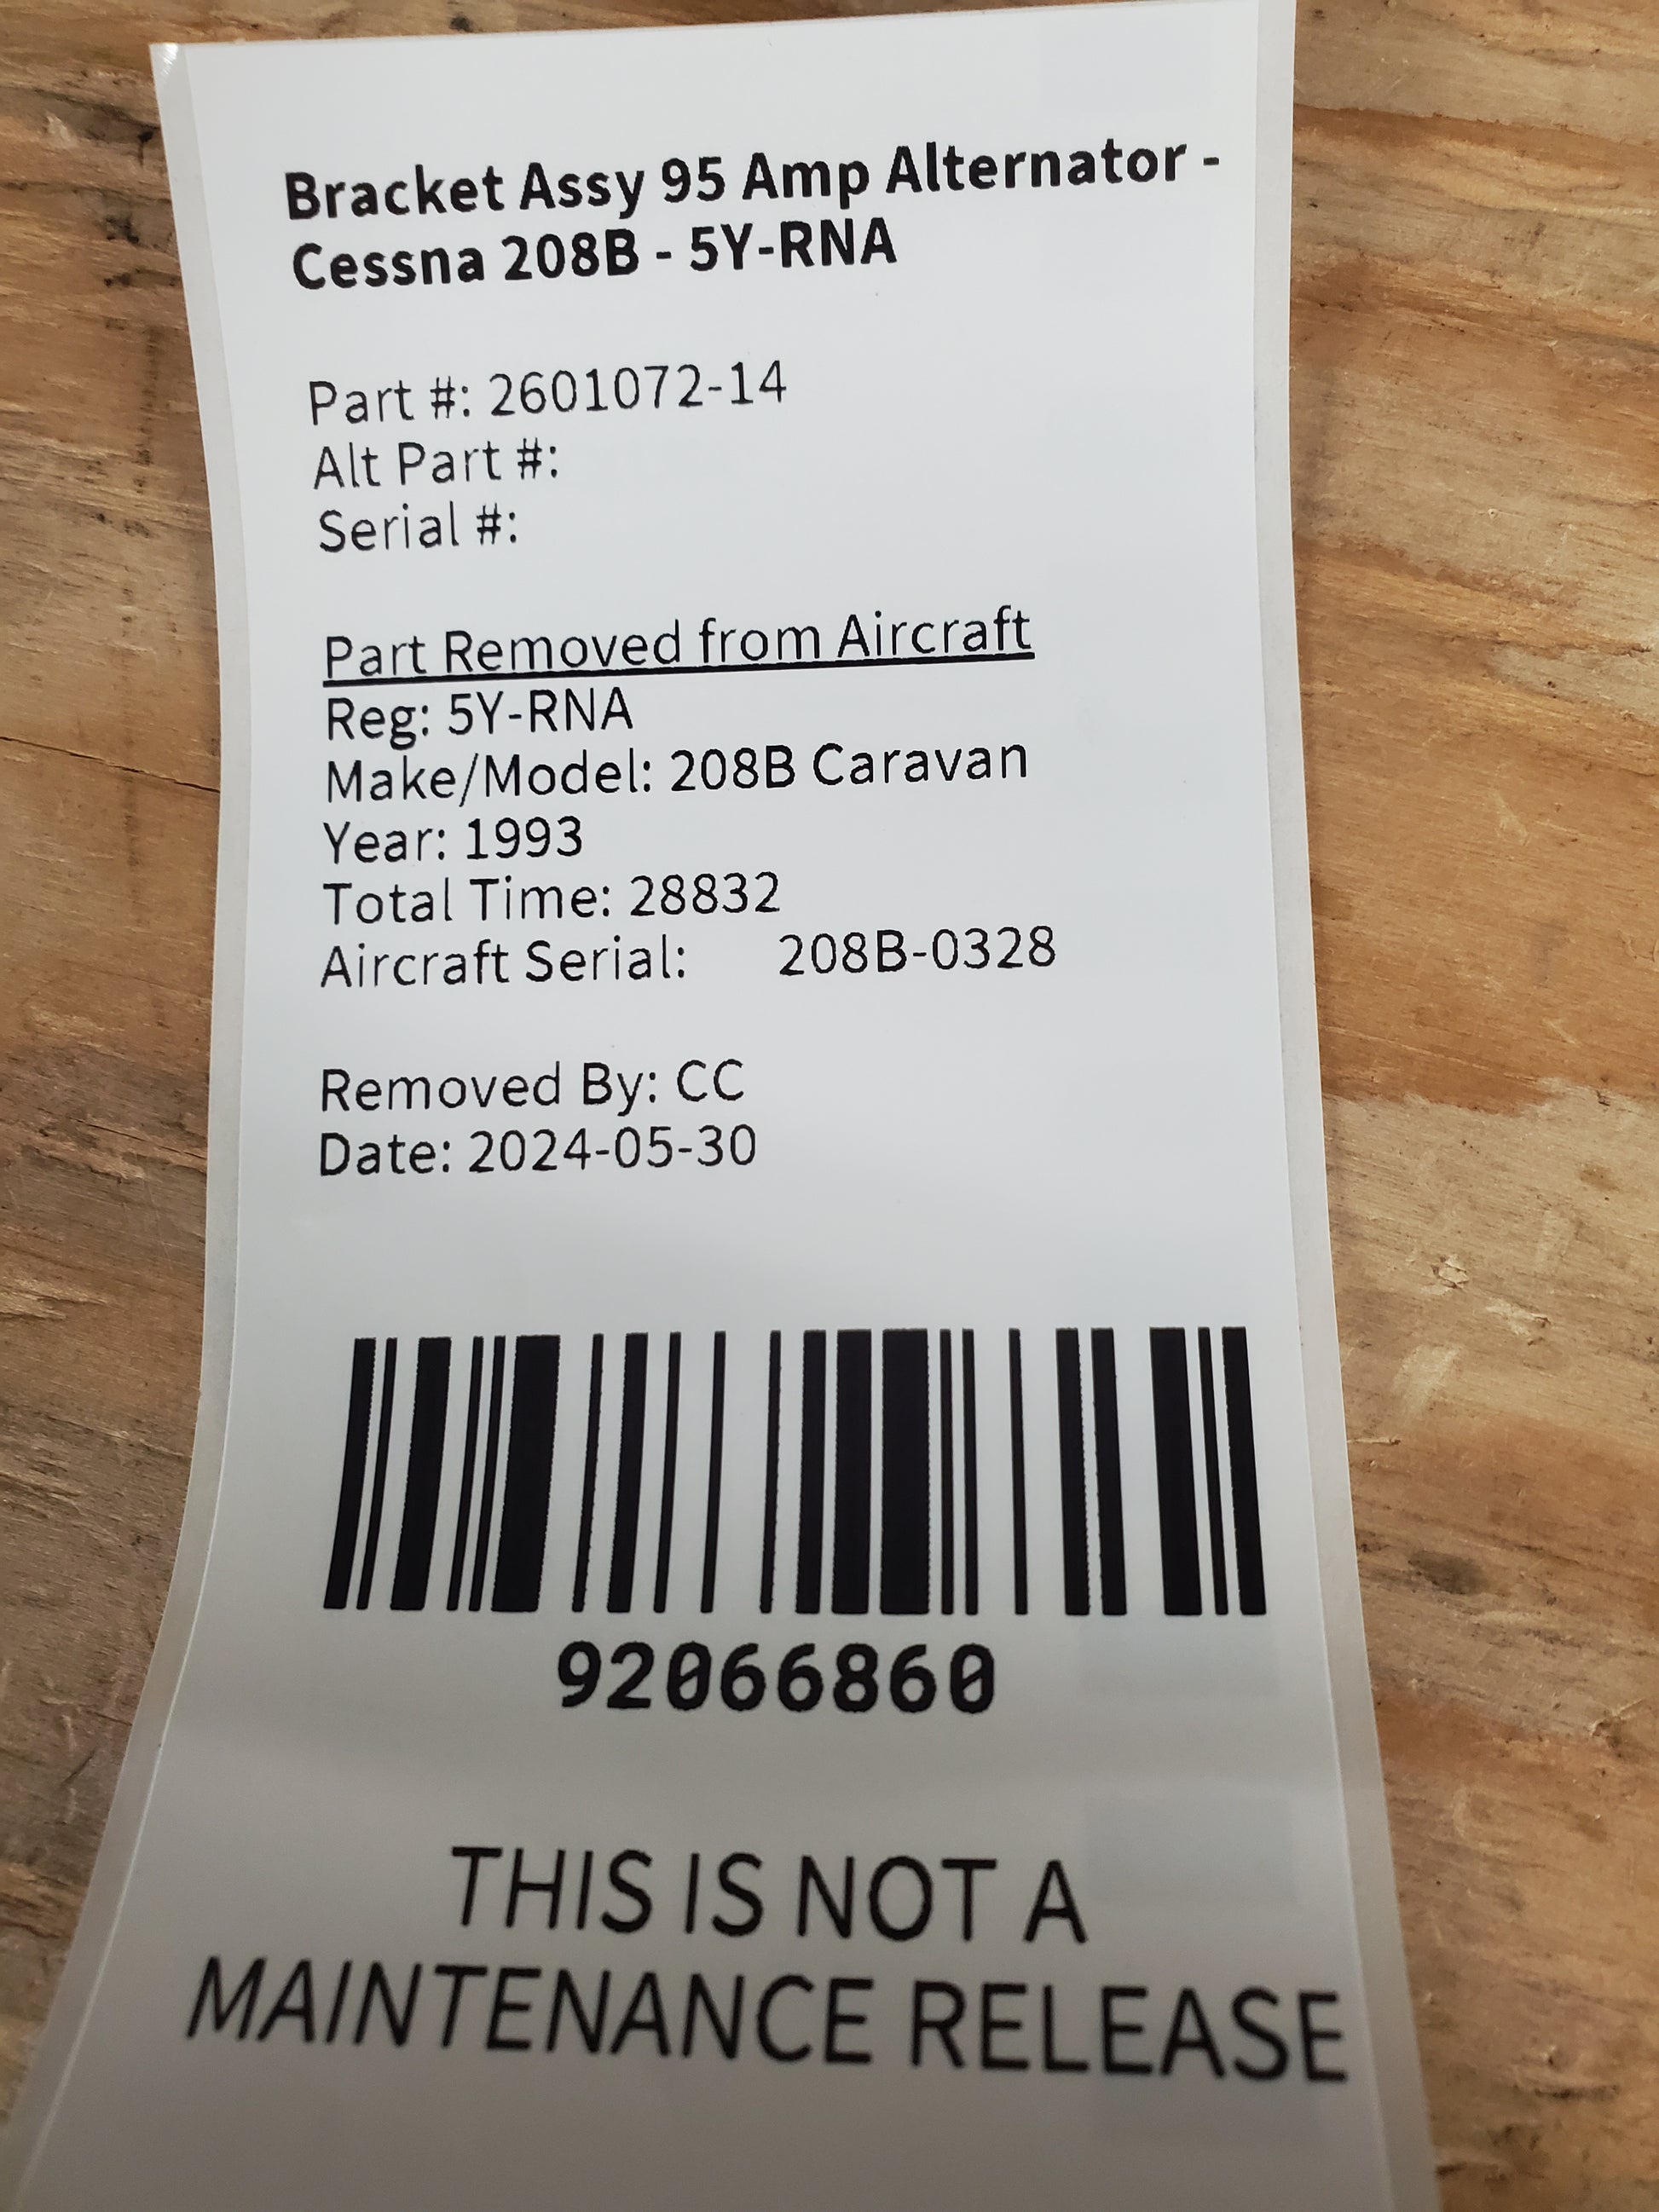 Bracket Assy 95 Amp Alternator -
Cessna 208B - 5Y-RNA
Part #: 2601072-14
Alt Part #:
Serial #:
Part Removed from Aircraft
Reg: 5Y-RNA
Make/Model: 208B Caravan
Year: 1993
Total Time: 28832
Aircraft Serial: 208B-0328
Removed By: CC
Date: 2024-05-30
92066860
THIS IS NOT A
MAINTENANCE RELEASE